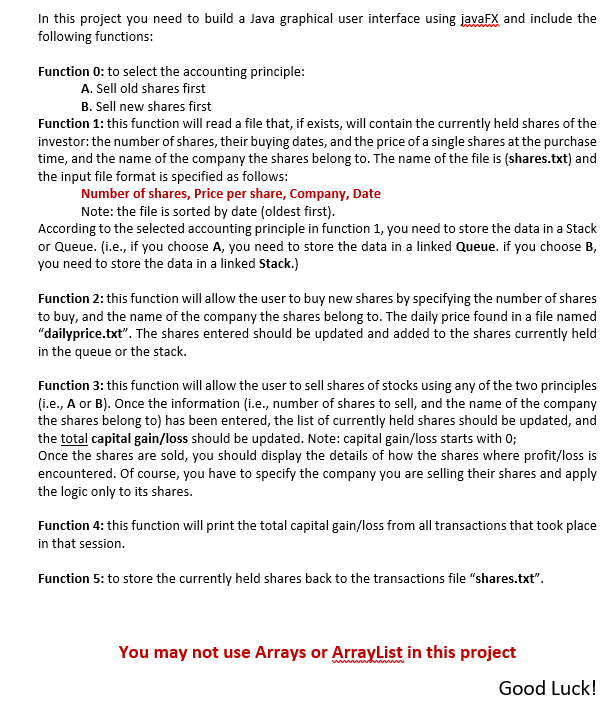 In this project you need to build a Java graphical user interface using javaFX and include the
following functions:
Function 0: to select the accounting principle:
A. Sell old shares first
B. Sell new shares first
Function 1: this function will read a file that, if exists, will contain the currently held shares of the
investor: the number of shares, their buying dates, and the price of a single shares at the purchase
time, and the name of the company the shares belong to. The name of the file is (shares.txt) and
the input file format is specified as follows:
Number of shares, Price per share, Company, Date
Note: the file is sorted by date (oldest first).
According to the selected accounting principle in function 1, you need to store the data in a Stack
or Queue. (i.e., if you choose A, you need to store the data in a linked Queue. if you choose B,
you need to store the data in a linked Stack.)
Function 2: this function will allow the user to buy new shares by specifying the number of shares
to buy, and the name of the company the shares belong to. The daily price found in a file named
“dailyprice.txt”. The shares entered should be updated and added to the shares currently held
in the queue or the stack.
Function 3: this function will allow the user to sell shares of stocks using any of the two principles
(i.e., A or B). Once the information (i.e., number of shares to sell, and the name of the company
the shares belong to) has been entered, the list of currently held shares should be updated, and
the total capital gain/loss should be updated. Note: capital gain/loss starts with 0;
Once the shares are sold, you should display the details of how the shares where profit/loss is
encountered. Of course, you have to specify the company you are selling their shares and apply
the logic only to its shares.
Function 4: this function will print the total capital gain/loss from all transactions that took place
in that session.
Function 5: to store the currently held shares back to the transactions file “shares.txt”.
You may not use Arrays or ArrayList in this project
Good Luck!